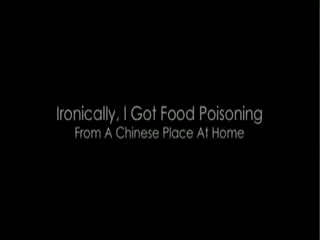 Ironically, I Got Food Poisoning
From A Chinese Place At Home